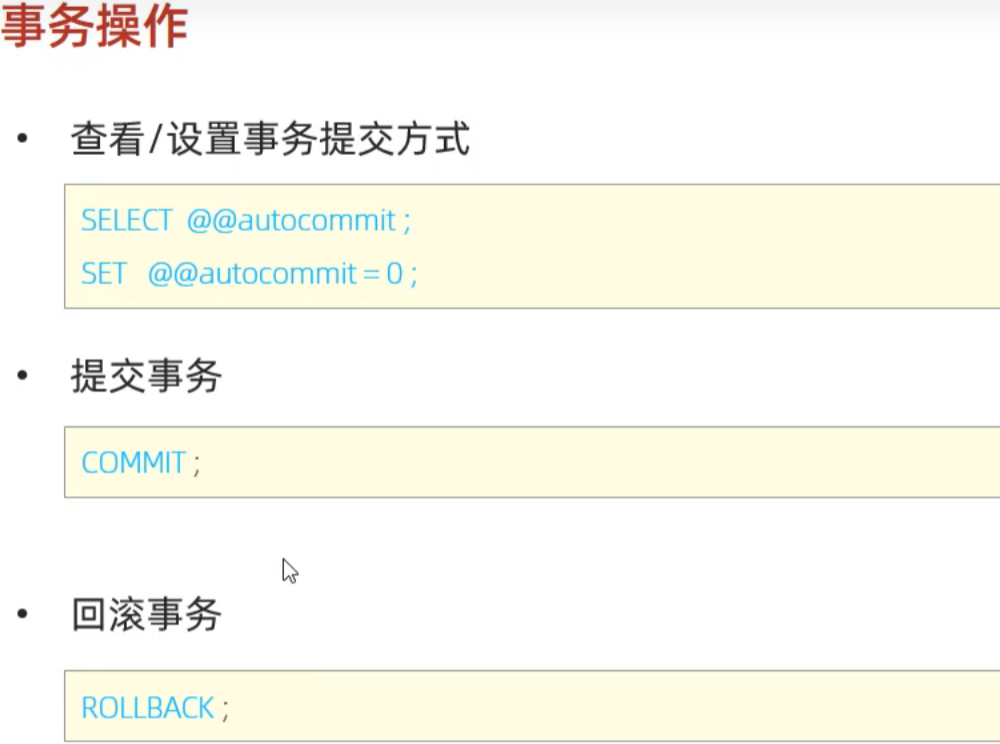 事务操作
• 查看/设置事务提交方式
SELECT @@autocommit ;
SET @@autocommit = 0 ;
• 提交事务
COMMIT ;
• 回滚事务
ROLLBACK ;